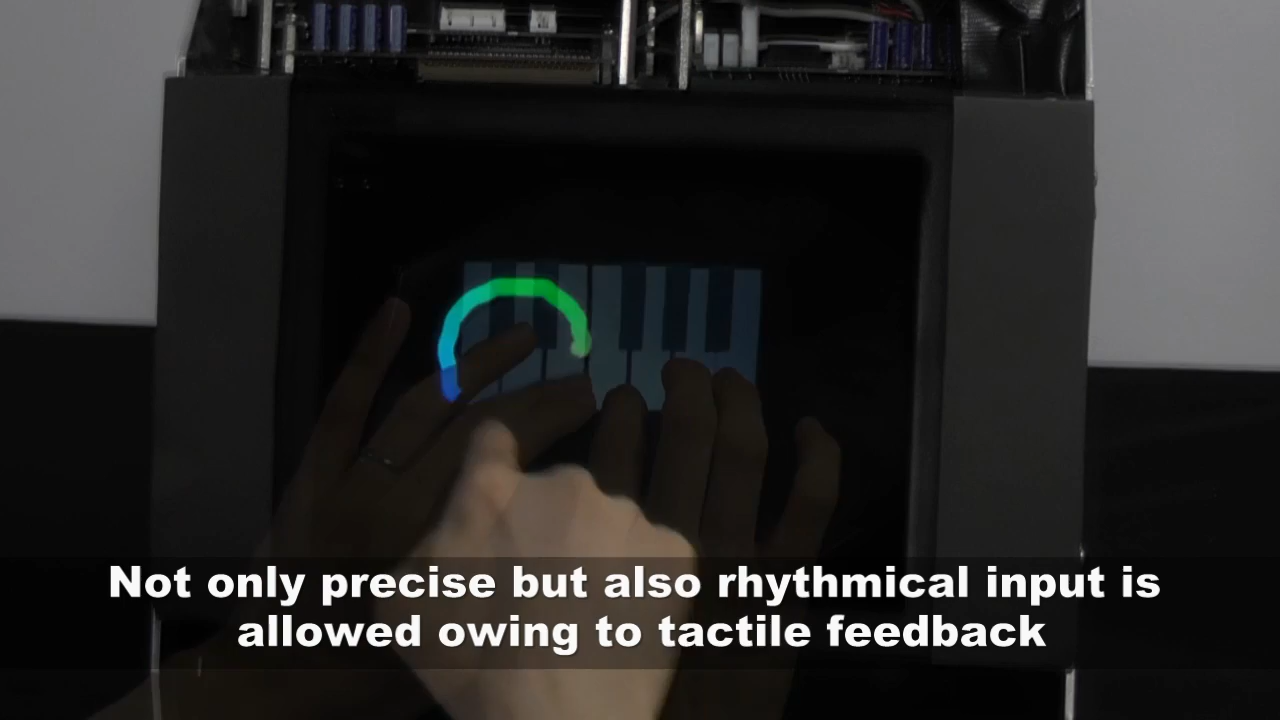 Not only precise but also rhythmical input is
allowed owing to tactile feedback